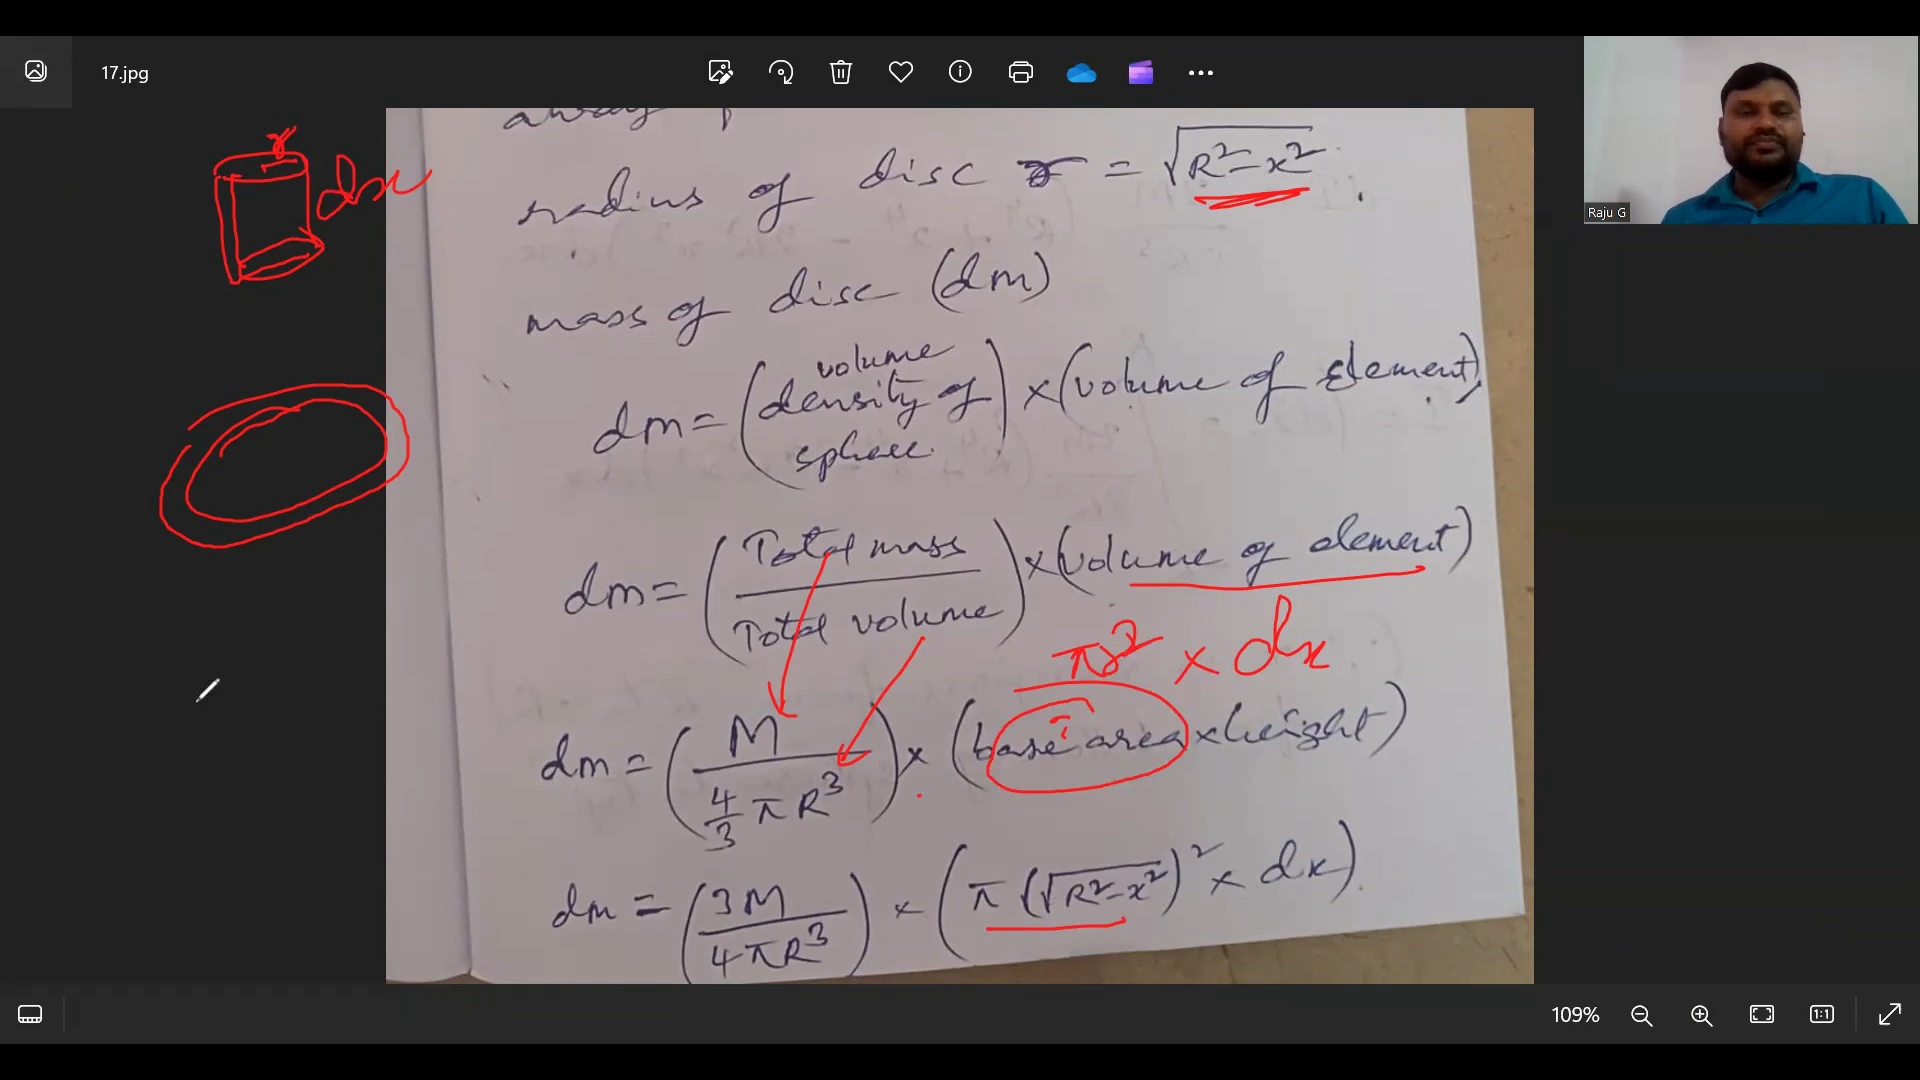 17.jpg
Raju G
dx
radius of disc r = √R²-x² .
mass of disc (dm)
dm = (volume density of sphere) × (volume of element)
dm = (Total mass / Total volume) × (volume of element)
πr² × dx
dm = (M / 4/3 πR³) × (base area × height)
dm = (3M / 4πR³) × (π (√R²-x²)² × dx)
109%
1:1